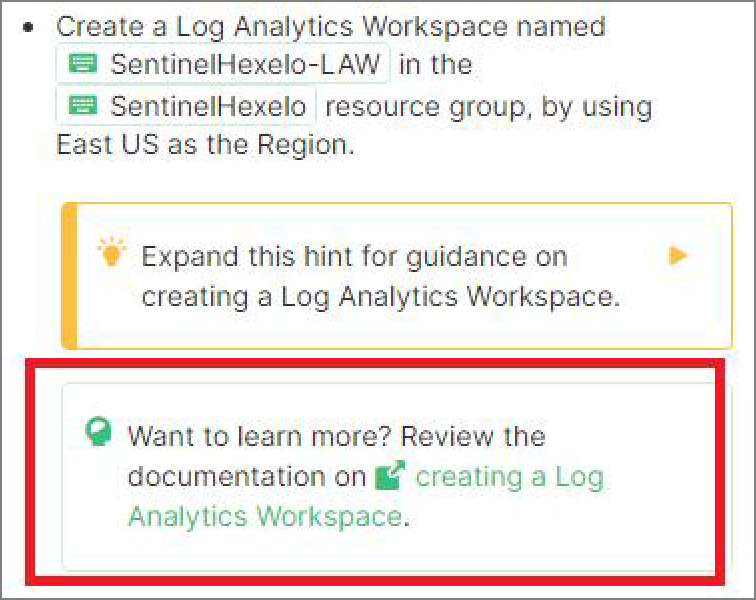 Create a Log Analytics Workspace named
SentinelHexelo-LAW in the
SentinelHexelo resource group, by using
East US as the Region.
Expand this hint for guidance on
creating a Log Analytics Workspace.
Want to learn more? Review the
documentation on creating a Log
Analytics Workspace.